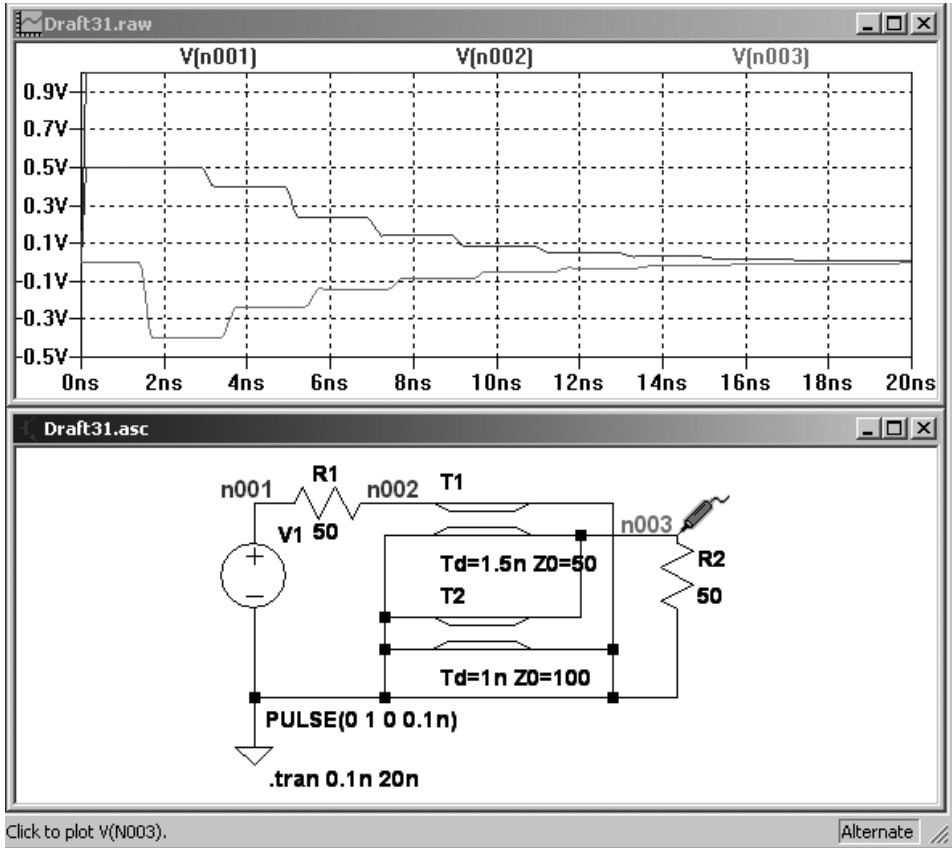 Draft31.raw
V(n001) V(n002) V(n003)
0.9V
0.7V
0.5V
0.3V
0.1V
-0.1V
-0.3V
-0.5V
0ns 2ns 4ns 6ns 8ns 10ns 12ns 14ns 16ns 18ns 20ns
Draft31.asc
n001 R1 n002 T1
V1 50 n003
Td=1.5n Z0=50 R2
T2 50
Td=1n Z0=100
PULSE(0 1 0 0.1n)
.tran 0.1n 20n
Click to plot V(N003). Alternate